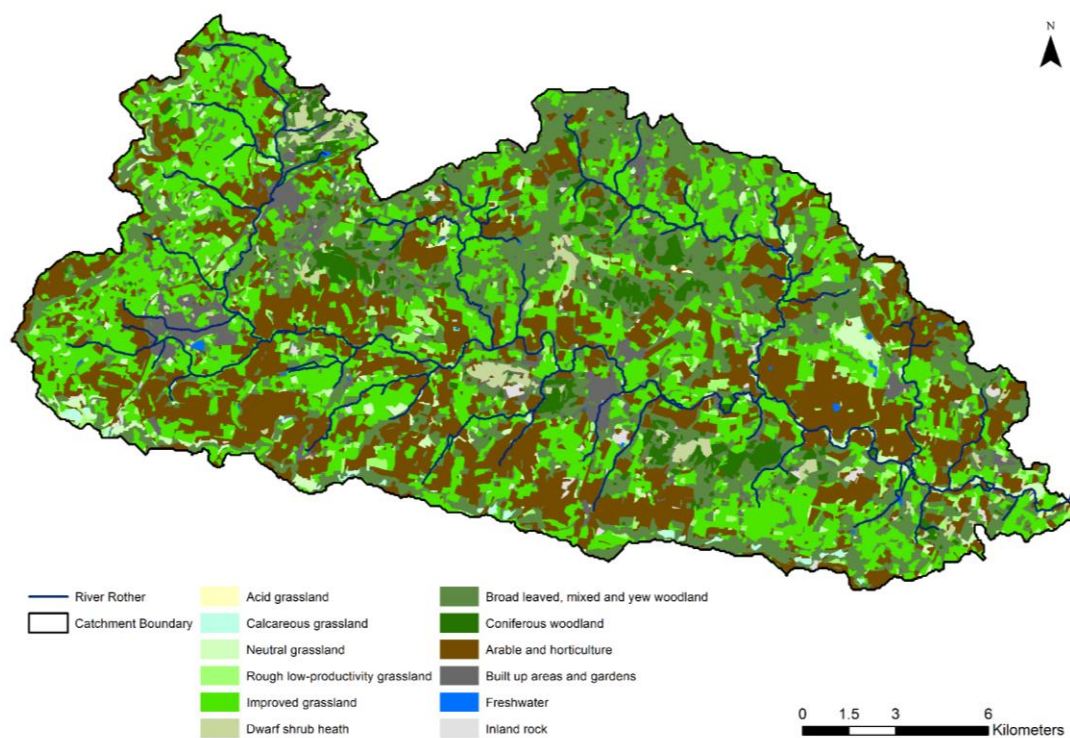 N
River Rother
Catchment Boundary
Acid grassland
Calcareous grassland
Neutral grassland
Rough low-productivity grassland
Improved grassland
Dwarf shrub heath
Broad leaved, mixed and yew woodland
Coniferous woodland
Arable and horticulture
Built up areas and gardens
Freshwater
Inland rock
0 1.5 3 6
Kilometers